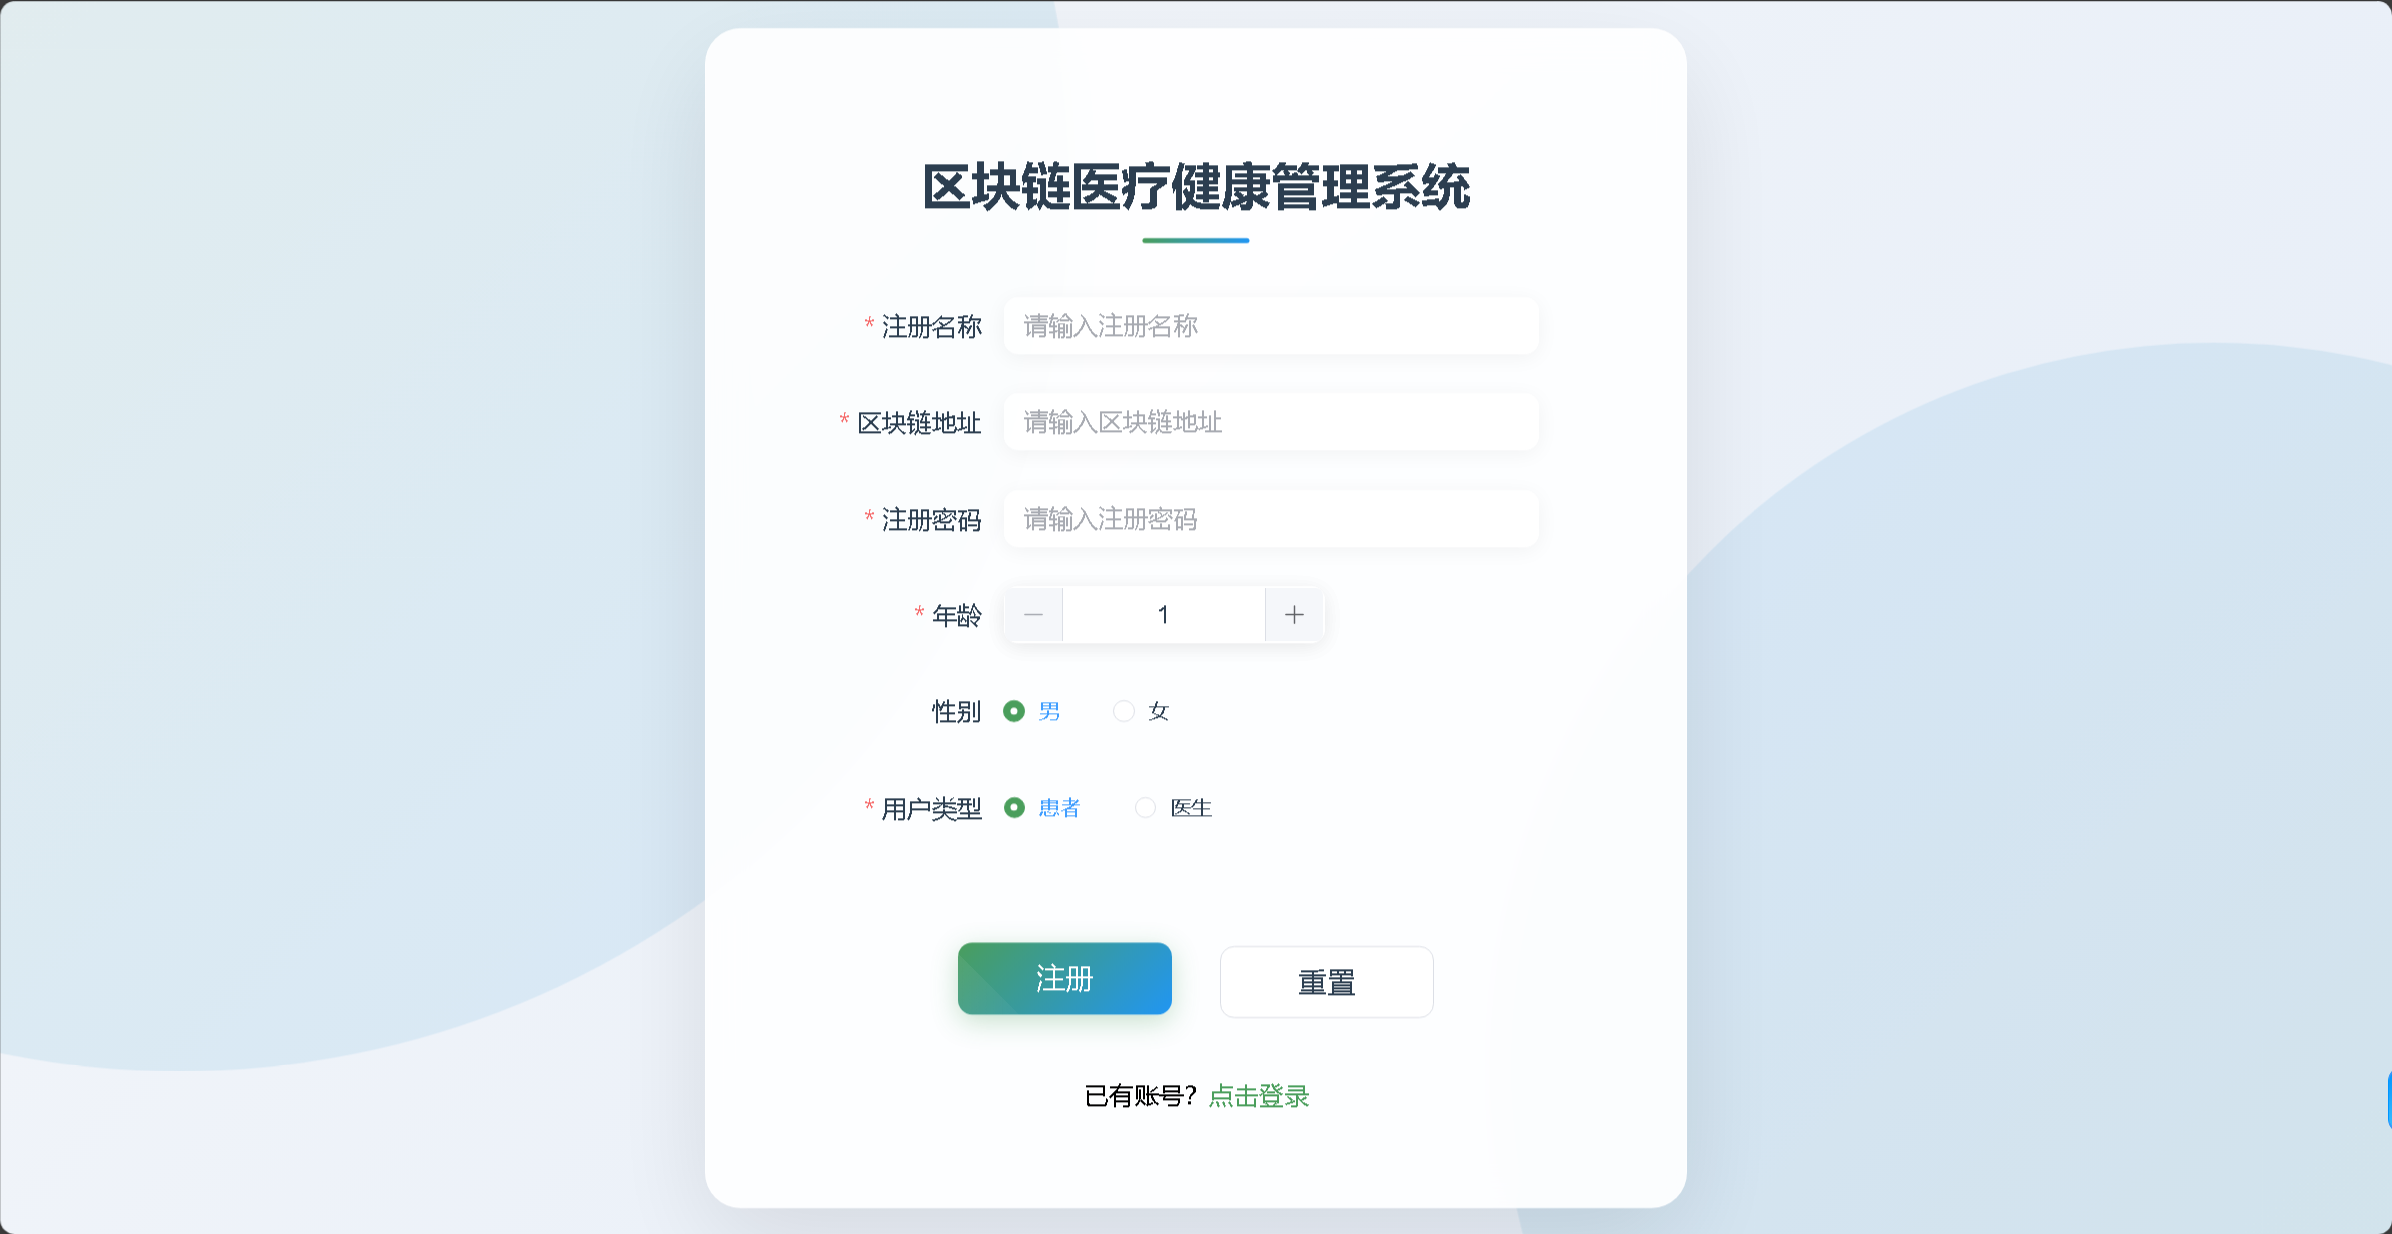 区块链医疗健康管理系统
* 注册名称 请输入注册名称
* 区块链地址 请输入区块链地址
* 注册密码 请输入注册密码
* 年龄 − 1 +
性别 男 女
* 用户类型 患者 医生
注册 重置
已有账号？点击登录